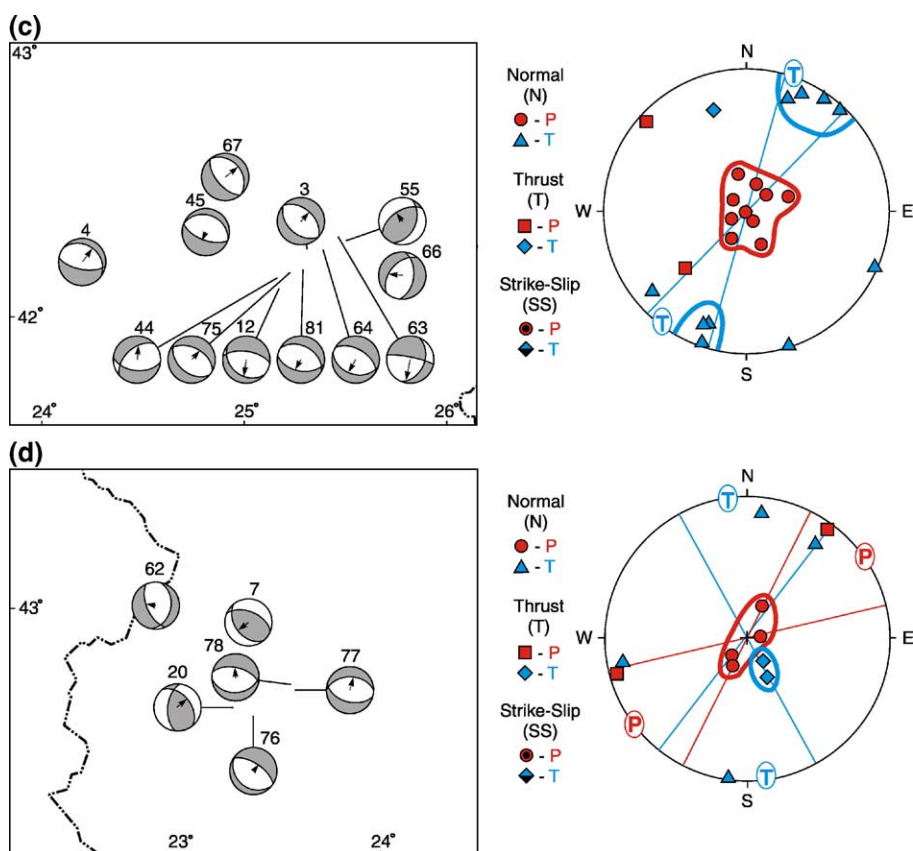 (c)
43°
67
3
55
45
4
66
42°
44 75 12 81 64 63
24° 25° 26°
Normal
(N)
- P
- T
Thrust
(T)
- P
- T
Strike-Slip
(SS)
- P
- T
N
T
W E
T
S
(d)
62
7
43°
78
77
20
76
23° 24°
Normal
(N)
- P
- T
Thrust
(T)
- P
- T
Strike-Slip
(SS)
- P
- T
N
T
P
W E
P
T
S